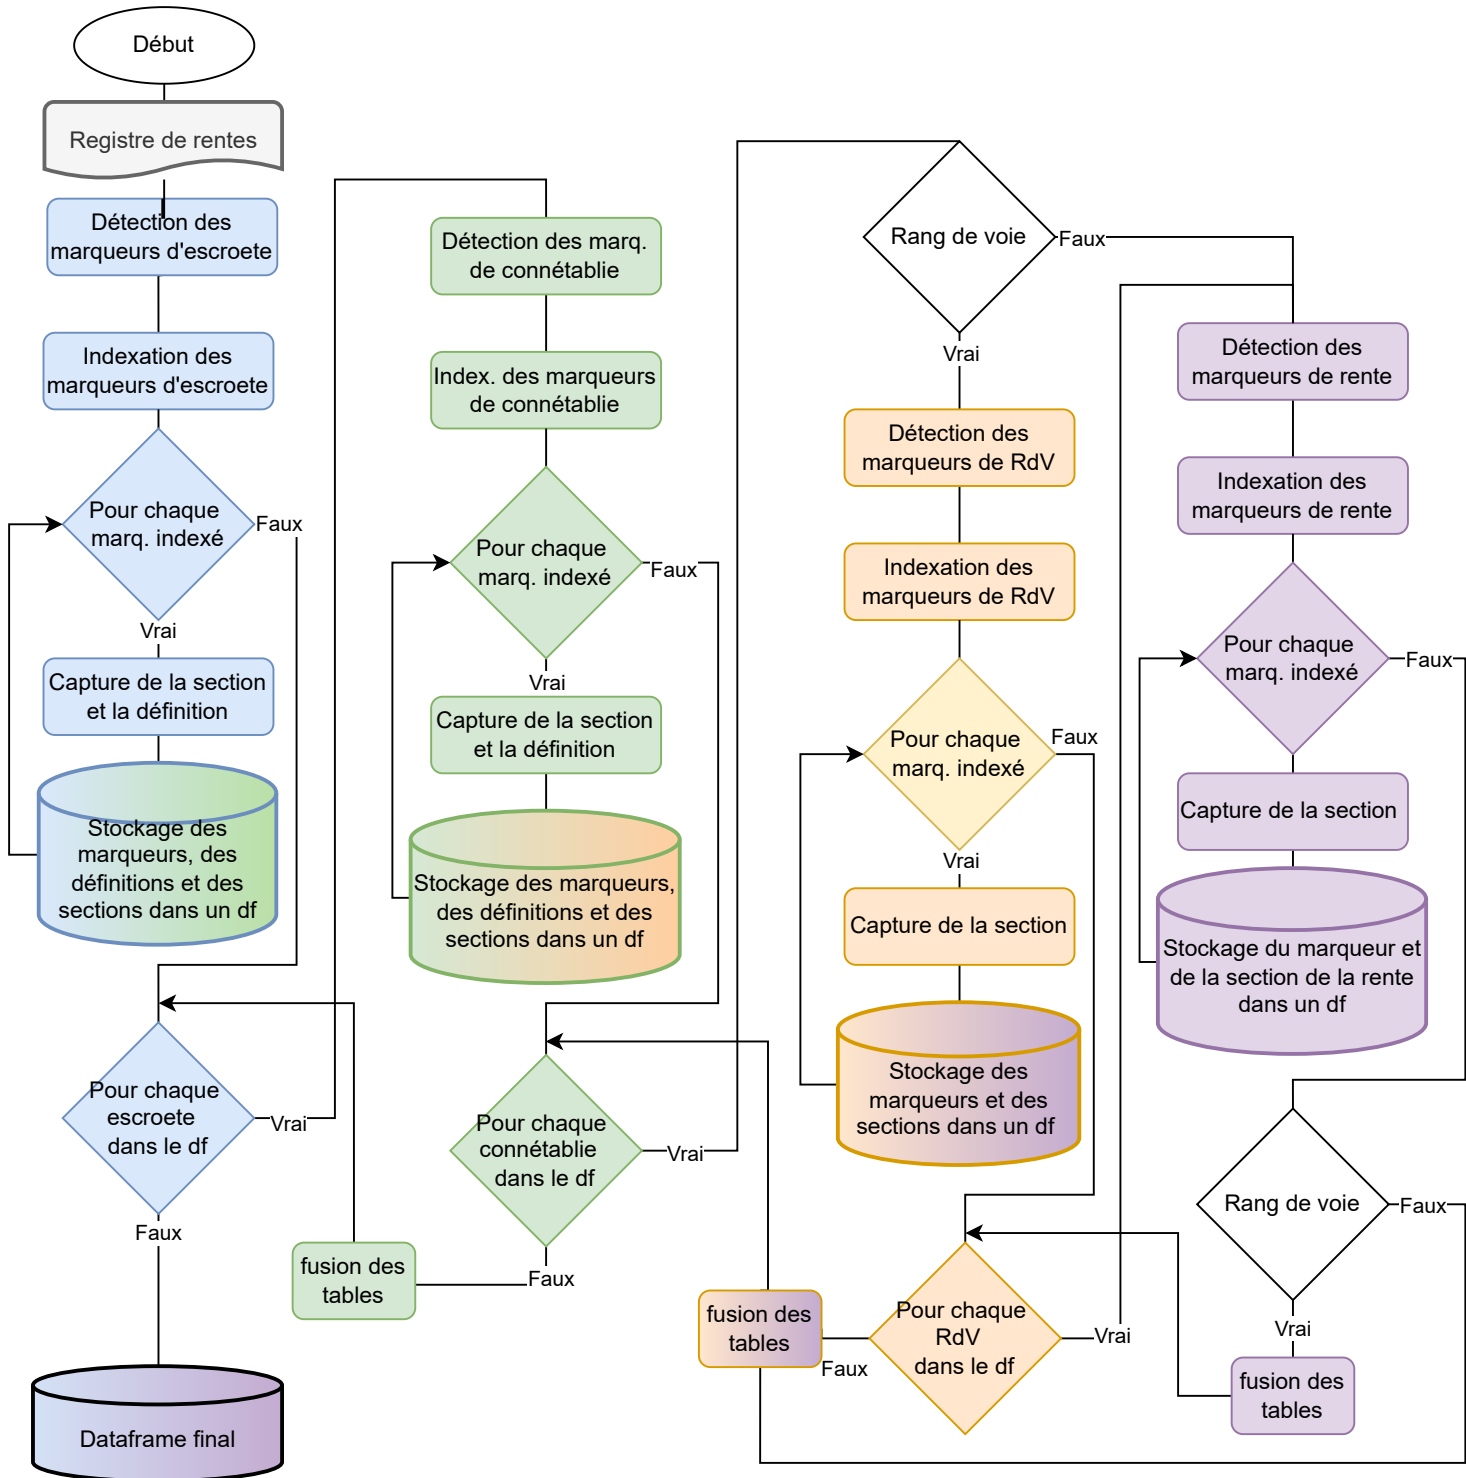 Début
Registre de rentes
Détection des
marqueurs d'escroete
Indexation des
marqueurs d'escroete
Pour chaque
marq. indexé
Faux
Vrai
Capture de la section
et la définition
Stockage des
marqueurs, des
définitions et des
sections dans un df
Pour chaque
escroete
dans le df
Vrai
Faux
Dataframe final
Détection des marq.
de connétablie
Index. des marqueurs
de connétablie
Pour chaque
marq. indexé
Faux
Vrai
Capture de la section
et la définition
Stockage des marqueurs,
des définitions et des
sections dans un df
Pour chaque
connétablie
dans le df
Vrai
Faux
fusion des
tables
Rang de voie
Faux
Vrai
Détection des
marqueurs de RdV
Indexation des
marqueurs de RdV
Pour chaque
marq. indexé
Faux
Vrai
Capture de la section
Stockage des
marqueurs et des
sections dans un df
Pour chaque
RdV
dans le df
Vrai
Faux
fusion des
tables
Détection des
marqueurs de rente
Indexation des
marqueurs de rente
Pour chaque
marq. indexé
Faux
Capture de la section
Stockage du marqueur et
de la section de la rente
dans un df
Rang de voie
Faux
Vrai
fusion des
tables